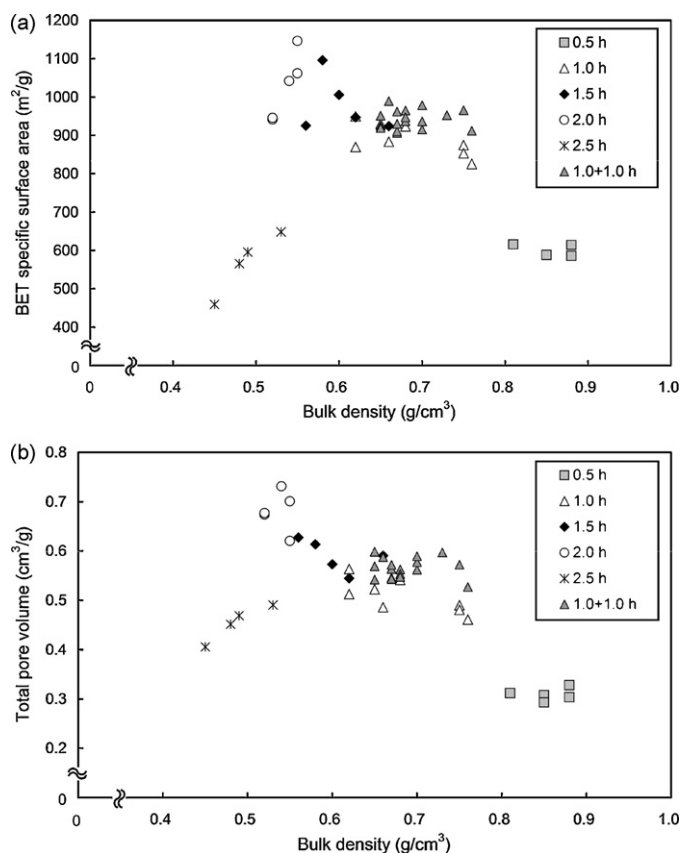 (a)
1200
1100
1000
900
800
700
600
500
400
0
BET specific surface area (m²/g)
0.5 h
1.0 h
1.5 h
2.0 h
2.5 h
1.0+1.0 h
0 0.4 0.5 0.6 0.7 0.8 0.9 1.0
Bulk density (g/cm³)
(b)
0.8
0.7
0.6
0.5
0.4
0.3
0.2
0
Total pore volume (cm³/g)
0.5 h
1.0 h
1.5 h
2.0 h
2.5 h
1.0+1.0 h
0 0.4 0.5 0.6 0.7 0.8 0.9 1.0
Bulk density (g/cm³)